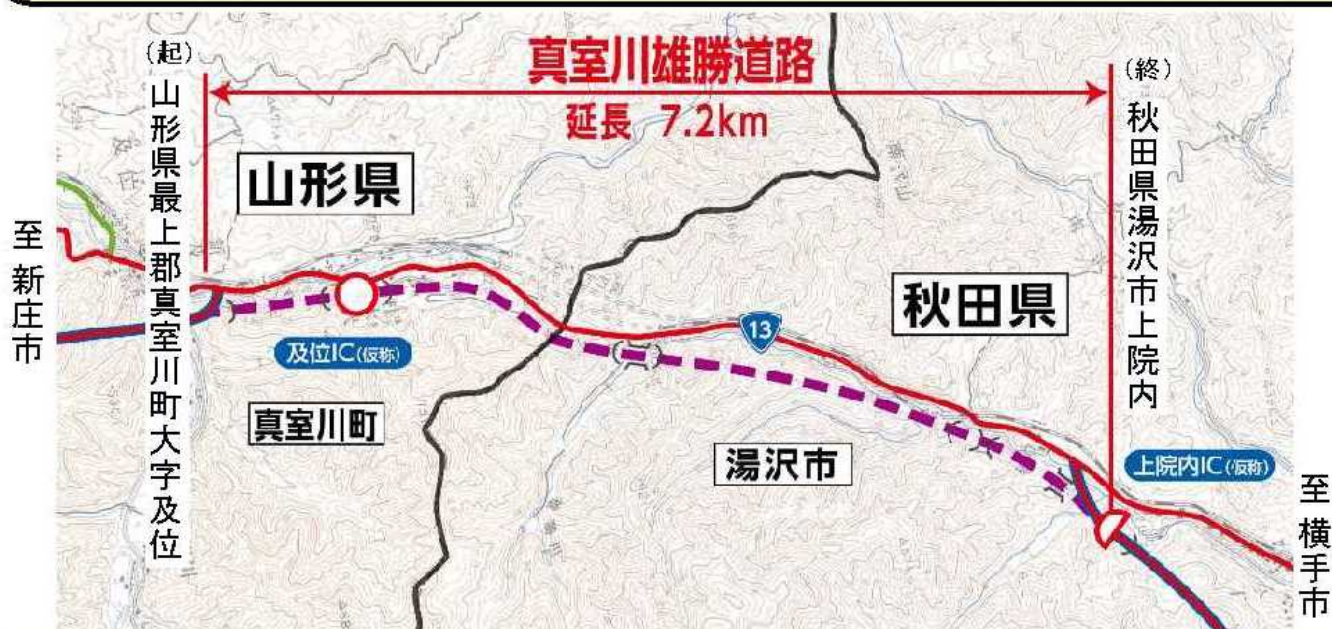 真室川雄勝道路
延長 7.2km
(起)
山形県最上郡真室川町大字及位
(終)
秋田県湯沢市上院内
山形県
秋田県
至 新庄市
及位IC(仮称)
13
真室川町
湯沢市
上院内IC(仮称)
至 横手市